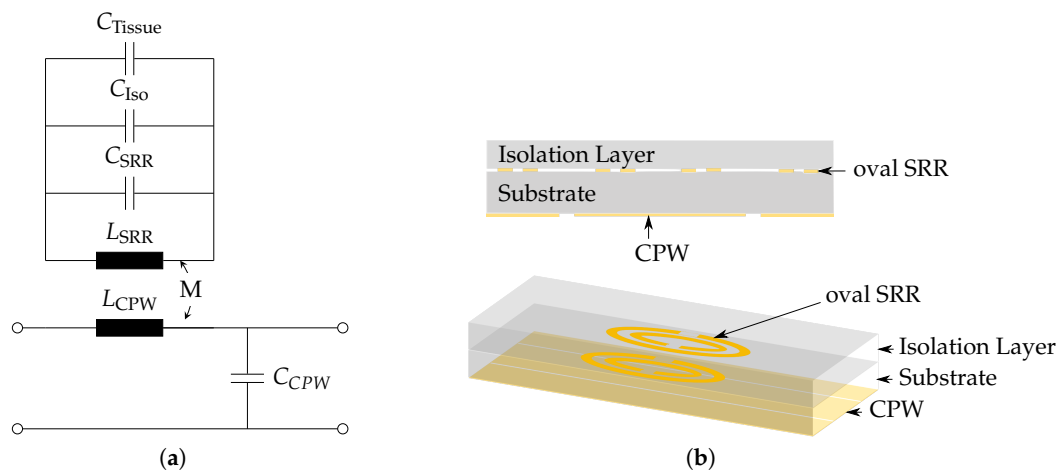 C_Tissue
C_Iso
C_SRR
L_SRR
M
L_CPW
C_CPW
(a)
Isolation Layer
oval SRR
Substrate
CPW
oval SRR
Isolation Layer
Substrate
CPW
(b)